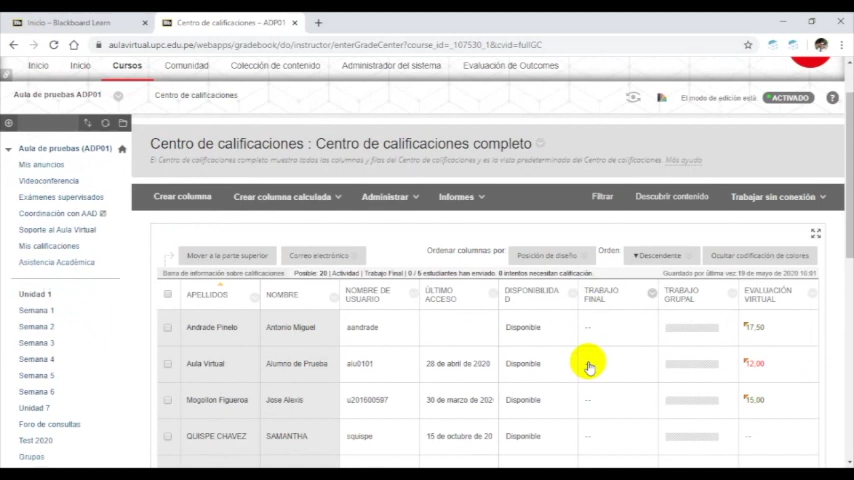 Inicio – Blackboard Learn
Centro de calificaciones – ADP01
aulavirtual.upc.edu.pe/webapps/gradebook/do/instructor/enterGradeCenter?course_id=_107530_1&cvid=fullGC
Inicio Inicio Cursos Comunidad Colección de contenido Administrador del sistema Evaluación de Outcomes
Aula de pruebas ADP01 Centro de calificaciones El modo de edición está ACTIVADO ?
Aula de pruebas (ADP01)
Mis anuncios
Videoconferencia
Exámenes supervisados
Coordinación con AAD
Soporte al Aula Virtual
Mis calificaciones
Asistencia Académica
Unidad 1
Semana 1
Semana 2
Semana 3
Semana 4
Semana 5
Semana 6
Unidad 7
Foro de consultas
Test 2020
Grupos
Centro de calificaciones : Centro de calificaciones completo
El Centro de calificaciones completo muestra todas las columnas y filas del Centro de calificaciones y es la vista predeterminada del Centro de calificaciones. Más ayuda
Crear columna Crear columna calculada Administrar Informes Filtrar Descubrir contenido Trabajar sin conexión
Mover a la parte superior Correo electrónico Ordenar columnas por: Posición de diseño Orden: ▼Descendente Ocultar codificación de colores
Barra de información sobre calificaciones Posible: 20 | Actividad | Trabajo Final | 0 / 5 estudiantes han enviado. 0 intentos necesitan calificación. Guardado por última vez:19 de mayo de 2020 16:01
APELLIDOS NOMBRE NOMBRE DE USUARIO ÚLTIMO ACCESO DISPONIBILIDAD TRABAJO FINAL TRABAJO GRUPAL EVALUACIÓN VIRTUAL
Andrade Pinelo Antonio Miguel aandrade Disponible -- 17,50
Aula Virtual Alumno de Prueba alu0101 28 de abril de 2020 Disponible 12,00
Mogollon Figueroa Jose Alexis u201600597 30 de marzo de 202 Disponible -- 15,00
QUISPE CHAVEZ SAMANTHA squispe 15 de octubre de 20 Disponible -- --